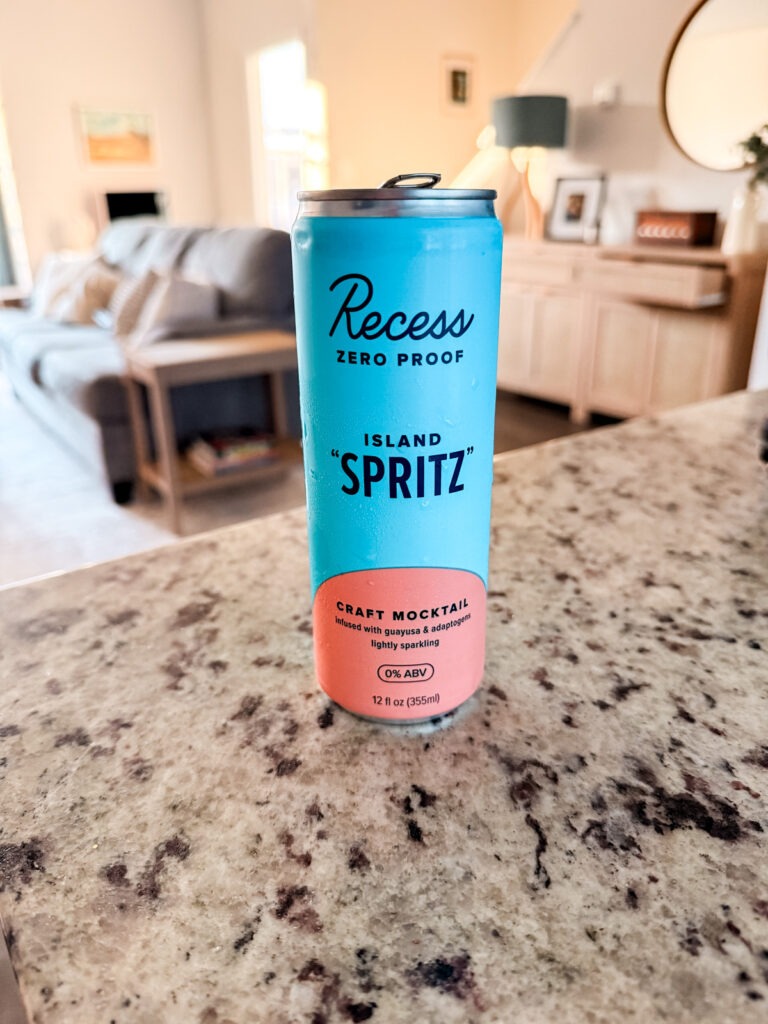 Recess
ZERO PROOF
ISLAND
"SPRITZ"
CRAFT MOCKTAIL
infused with guayusa & adaptogens
lightly sparkling
0% ABV
12 fl oz (355ml)